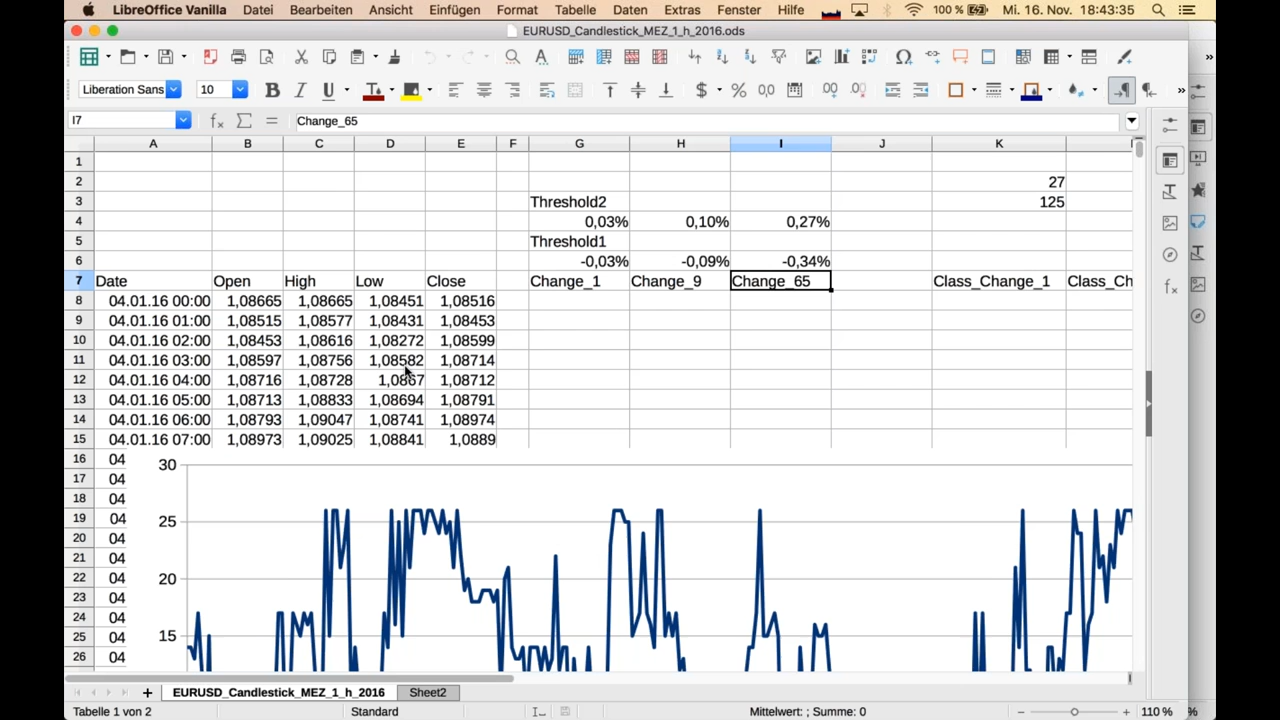 LibreOffice Vanilla Datei Bearbeiten Ansicht Einfügen Format Tabelle Daten Extras Fenster Hilfe 100 % Mi. 16. Nov. 18:43:35
EURUSD_Candlestick_MEZ_1_h_2016.ods
Liberation Sans 10
I7 Change_65
A B C D E F G H I J K
1
2 27
3 Threshold2 125
4 0,03% 0,10% 0,27%
5 Threshold1
6 -0,03% -0,09% -0,34%
7 Date Open High Low Close Change_1 Change_9 Change_65 Class_Change_1 Class_Ch
8 04.01.16 00:00 1,08665 1,08665 1,08451 1,08516
9 04.01.16 01:00 1,08515 1,08577 1,08431 1,08453
10 04.01.16 02:00 1,08453 1,08616 1,08272 1,08599
11 04.01.16 03:00 1,08597 1,08756 1,08582 1,08714
12 04.01.16 04:00 1,08716 1,08728 1,0867 1,08712
13 04.01.16 05:00 1,08713 1,08833 1,08694 1,08791
14 04.01.16 06:00 1,08793 1,09047 1,08741 1,08974
15 04.01.16 07:00 1,08973 1,09025 1,08841 1,0889
16 04 30
17 04
18 04
19 04 25
20 04
21 04
22 04 20
23 04
24 04
25 04 15
26 04
EURUSD_Candlestick_MEZ_1_h_2016 Sheet2
Tabelle 1 von 2 Standard Mittelwert: ; Summe: 0 110 % %